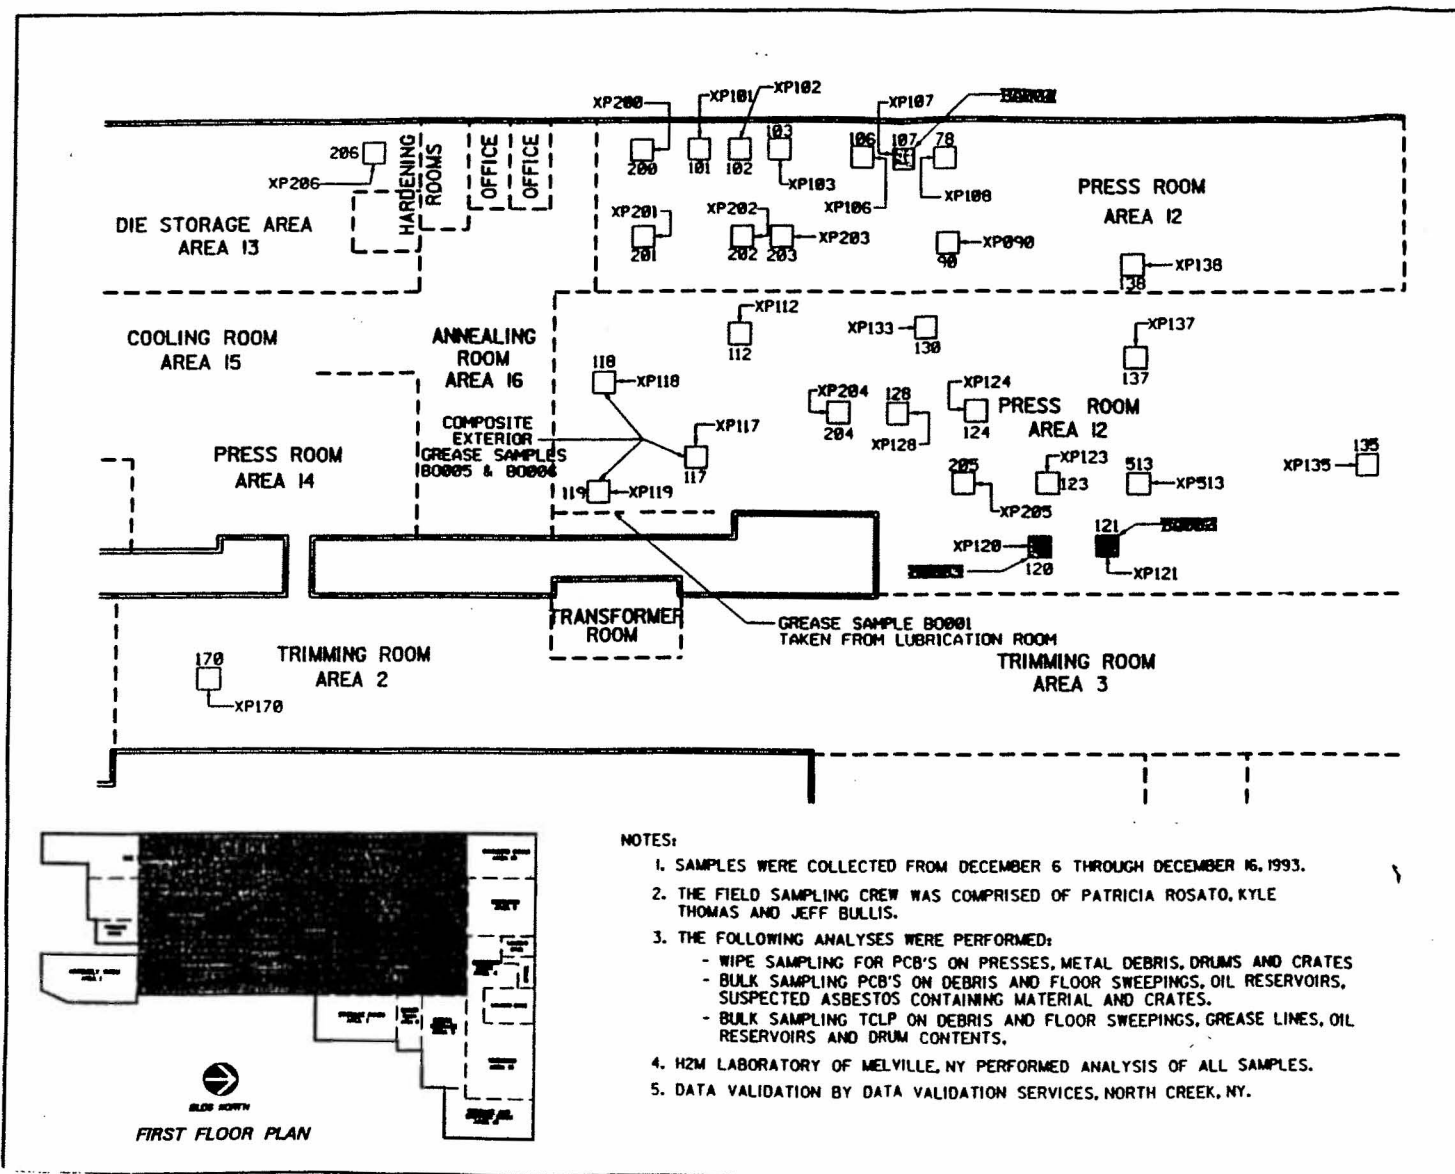 XP200
XP101
XP102
XP107
103
106
107
78
206
HARDENING
ROOMS
OFFICE
OFFICE
200
101
102
XP103
XP106
XP108
PRESS ROOM
AREA 12
XP206
DIE STORAGE AREA
AREA 13
XP201
XP202
XP203
201
202
203
XP090
90
XP138
138
COOLING ROOM
AREA 15
ANNEALING
ROOM
AREA 16
XP112
112
XP133
130
XP137
137
118
XP118
XP204
204
128
XP128
XP124
124
PRESS ROOM
AREA 12
COMPOSITE
EXTERIOR
GREASE SAMPLES
BO005 & BO004
XP117
117
PRESS ROOM
AREA 14
119
XP119
205
XP205
XP123
123
513
XP513
135
XP135
XP120
120
121
XP121
TRANSFORMER
ROOM
GREASE SAMPLE BO001
TAKEN FROM LUBRICATION ROOM
TRIMMING ROOM
AREA 2
TRIMMING ROOM
AREA 3
170
XP170
NOTES:
1. SAMPLES WERE COLLECTED FROM DECEMBER 6 THROUGH DECEMBER 16, 1993.
2. THE FIELD SAMPLING CREW WAS COMPRISED OF PATRICIA ROSATO, KYLE
THOMAS AND JEFF BULLIS.
3. THE FOLLOWING ANALYSES WERE PERFORMED:
- WIPE SAMPLING FOR PCB'S ON PRESSES, METAL DEBRIS, DRUMS AND CRATES
- BULK SAMPLING PCB'S ON DEBRIS AND FLOOR SWEEPINGS, OIL RESERVOIRS,
SUSPECTED ASBESTOS CONTAINING MATERIAL AND CRATES.
- BULK SAMPLING TCLP ON DEBRIS AND FLOOR SWEEPINGS, GREASE LINES, OIL
RESERVOIRS AND DRUM CONTENTS.
4. H2M LABORATORY OF MELVILLE, NY PERFORMED ANALYSIS OF ALL SAMPLES.
5. DATA VALIDATION BY DATA VALIDATION SERVICES, NORTH CREEK, NY.
BLDG NORTH
FIRST FLOOR PLAN